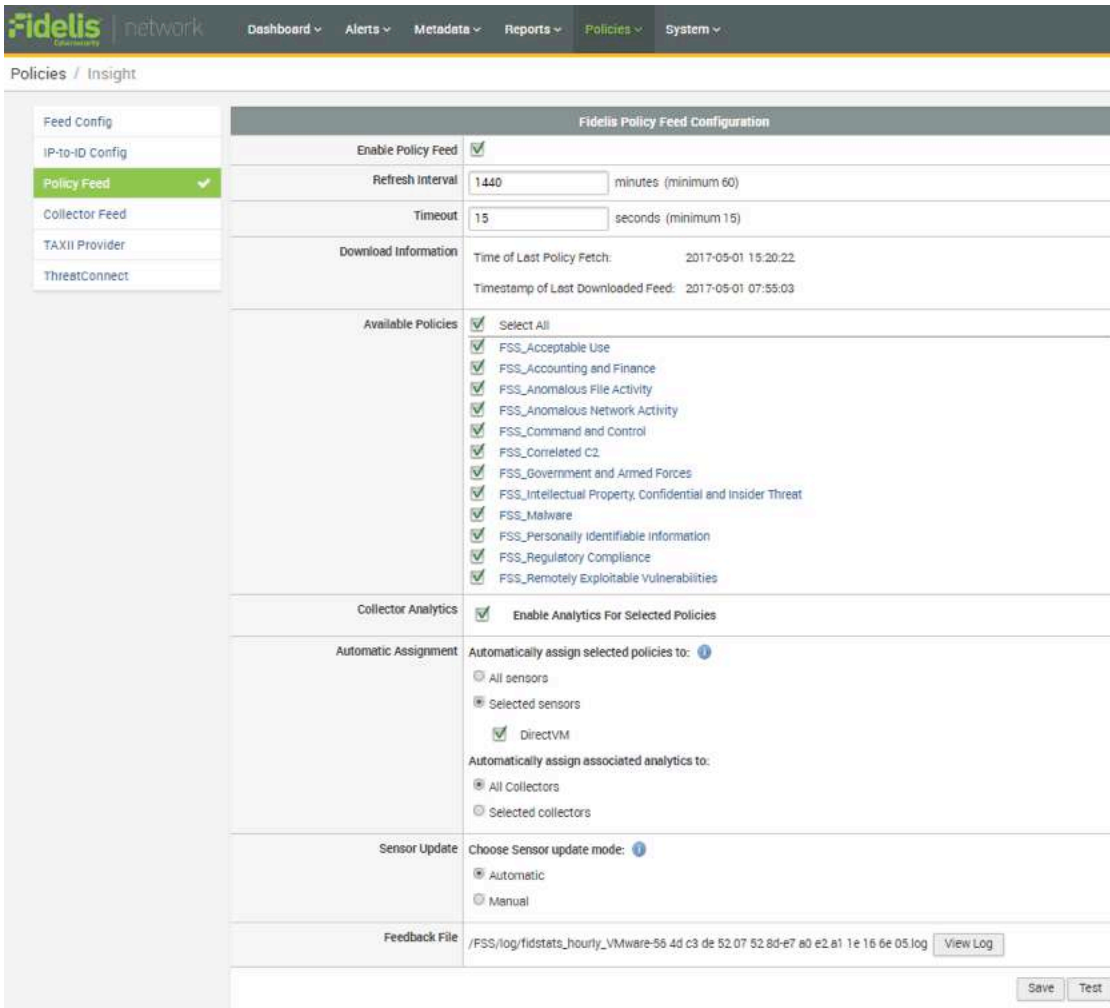 Fidelis network
Cybersecurity
Dashboard Alerts Metadata Reports Policies System
Policies / Insight
Feed Config
IP-to-ID Config
Policy Feed
Collector Feed
TAXII Provider
ThreatConnect
Fidelis Policy Feed Configuration
Enable Policy Feed
Refresh Interval 1440 minutes (minimum 60)
Timeout 15 seconds (minimum 15)
Download Information Time of Last Policy Fetch: 2017-05-01 15:20:22
Timestamp of Last Downloaded Feed: 2017-05-01 07:55:03
Available Policies Select All
FSS_Acceptable Use
FSS_Accounting and Finance
FSS_Anomalous File Activity
FSS_Anomalous Network Activity
FSS_Command and Control
FSS_Correlated C2
FSS_Government and Armed Forces
FSS_Intellectual Property, Confidential and Insider Threat
FSS_Malware
FSS_Personally Identifiable Information
FSS_Regulatory Compliance
FSS_Remotely Exploitable Vulnerabilities
Collector Analytics Enable Analytics For Selected Policies
Automatic Assignment Automatically assign selected policies to:
All sensors
Selected sensors
DirectVM
Automatically assign associated analytics to:
All Collectors
Selected collectors
Sensor Update Choose Sensor update mode:
Automatic
Manual
Feedback File /FSS/log/fidstats_hourly_VMware-56 4d c3 de 52 07 52 8d-e7 a0 e2 a1 1e 16 6e 05.log View Log
Save Test